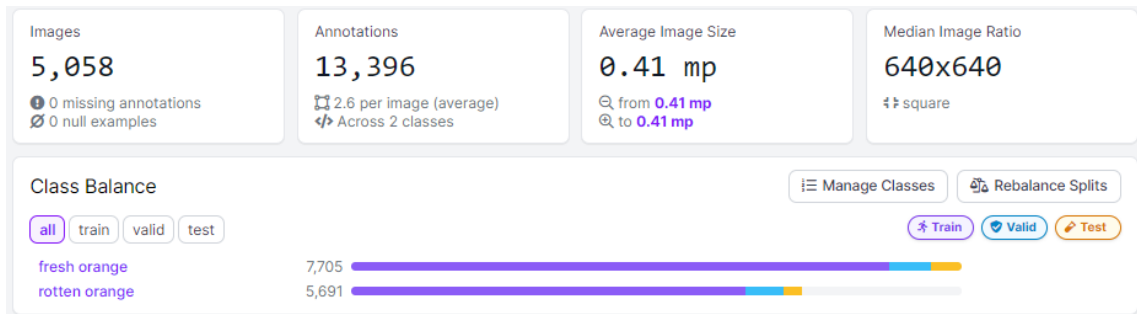 Images
5,058
0 missing annotations
0 null examples
Annotations
13,396
2.6 per image (average)
Across 2 classes
Average Image Size
0.41 mp
from 0.41 mp
to 0.41 mp
Median Image Ratio
640x640
square
Class Balance
Manage Classes
Rebalance Splits
all train valid test
Train Valid Test
fresh orange 7,705
rotten orange 5,691